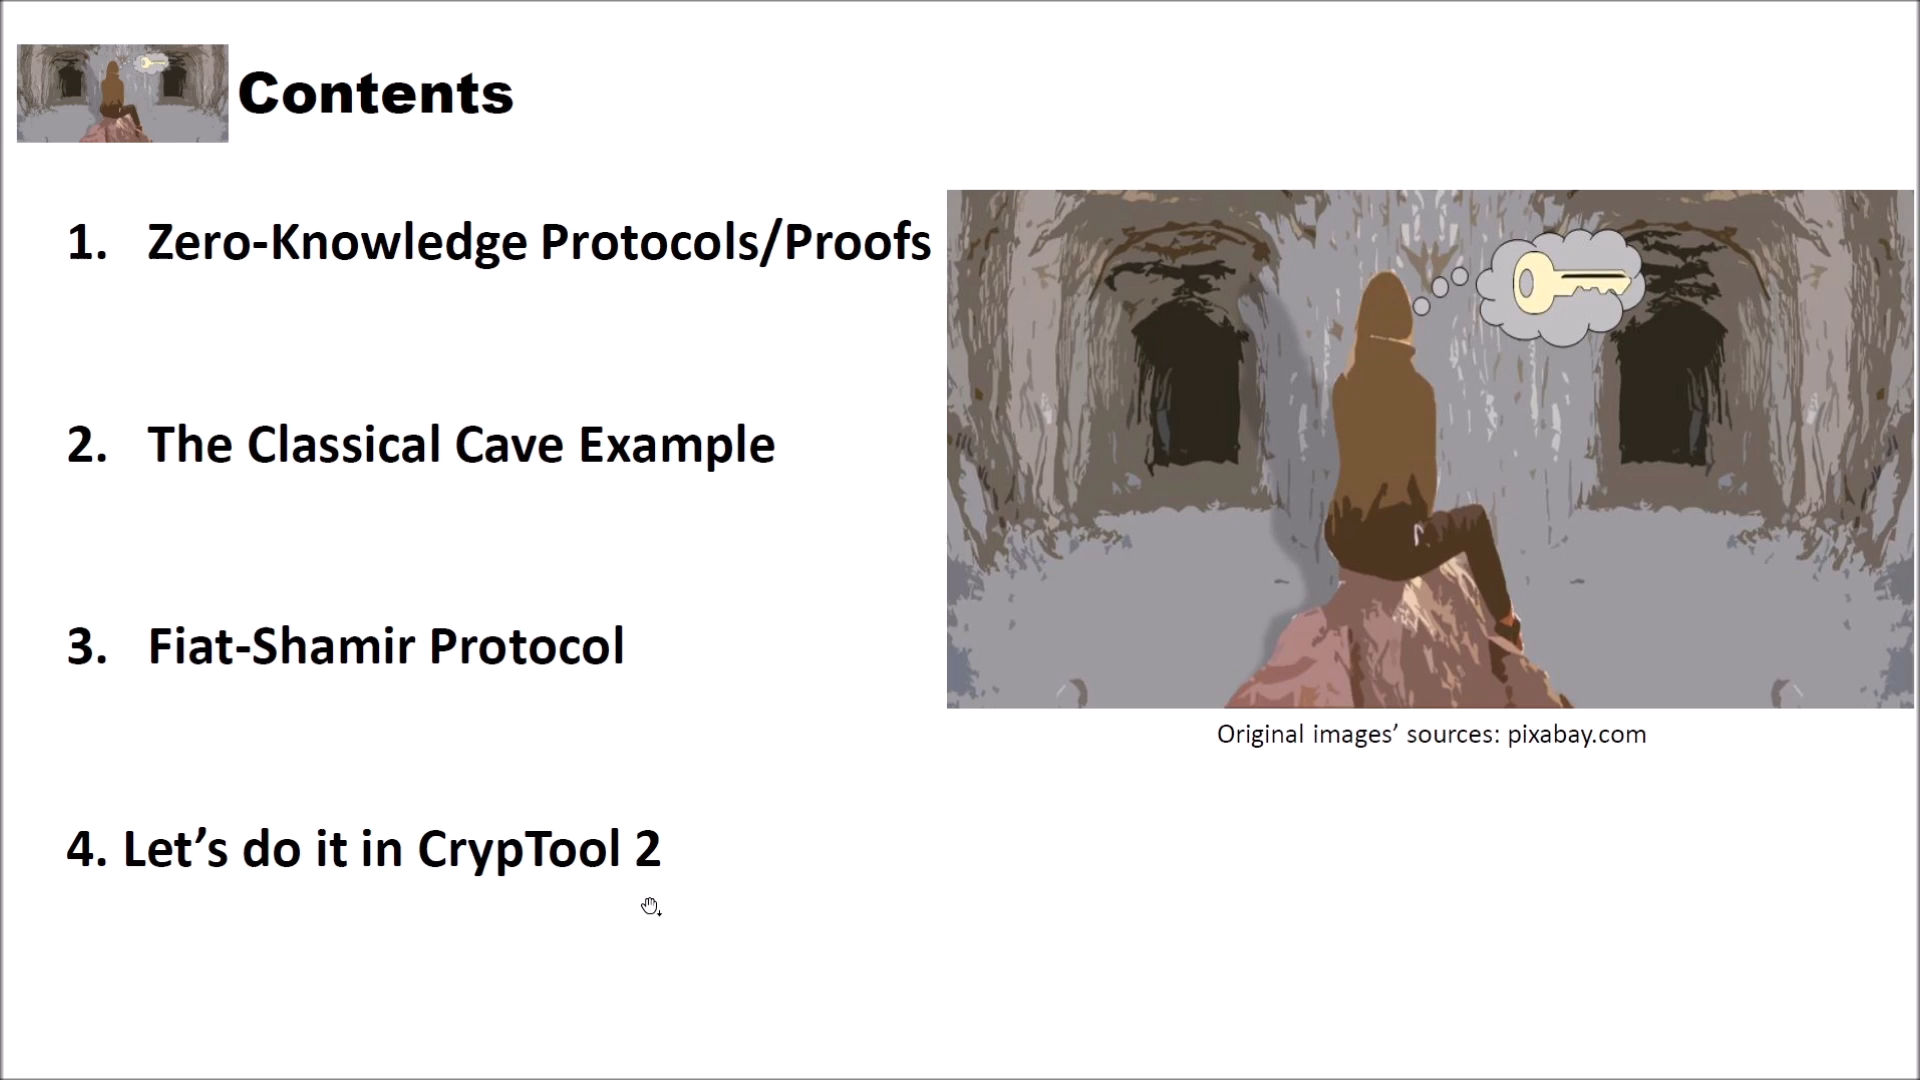 Contents
1. Zero-Knowledge Protocols/Proofs
2. The Classical Cave Example
3. Fiat-Shamir Protocol
4. Let’s do it in CrypTool 2
Original images’ sources: pixabay.com